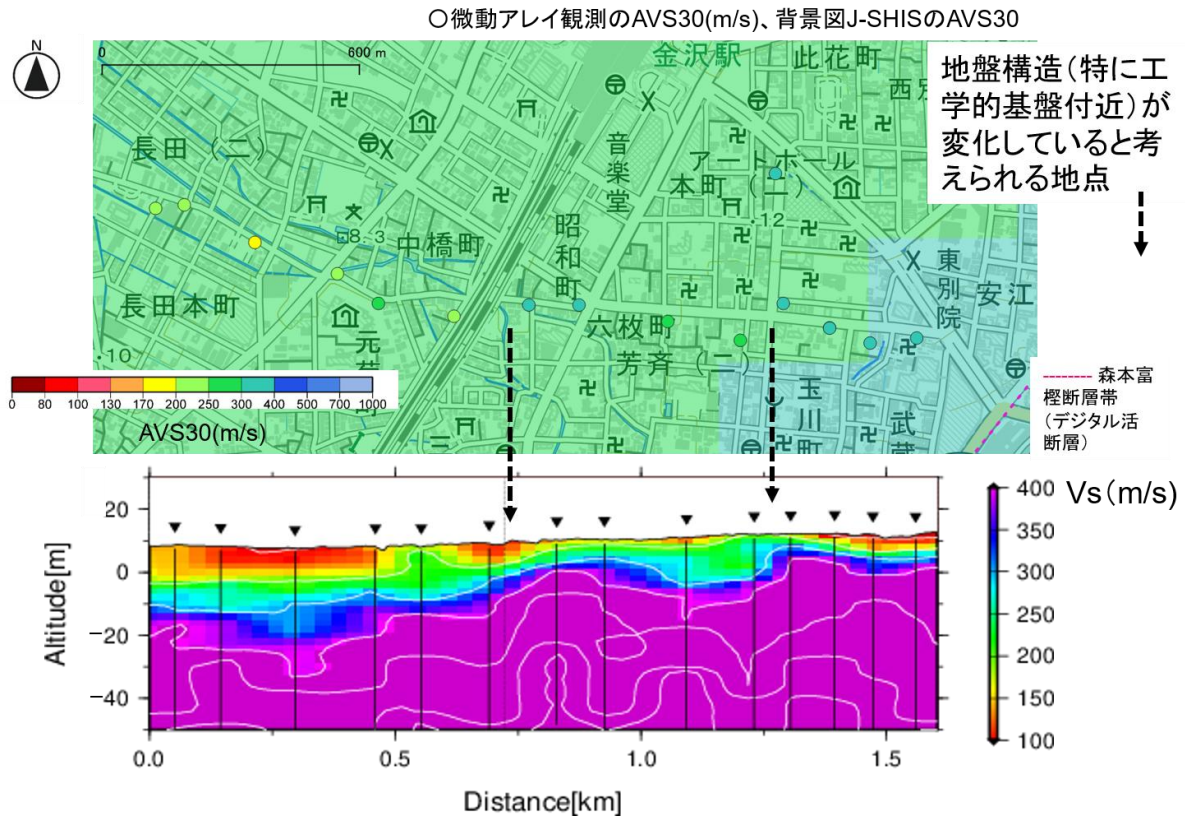 ○微動アレイ観測のAVS30(m/s)、背景図J-SHISのAVS30
N
0
600 m
金沢駅
此花町
地盤構造(特に工
学的基盤付近)が
変化していると考
えられる地点
長田(二)
音楽堂
アートホール
本町(二)
・12
8.3
中橋町
昭和町
東別院
安江
長田本町
六枚町
芳斉(二)
玉川町
武蔵
・10
0 80 100 130 170 200 250 300 400 500 700 1000
AVS30(m/s)
森本富
樫断層帯
(デジタル活
断層)
20
0
−20
−40
Altitude[m]
0.0 0.5 1.0 1.5
Distance[km]
400 Vs(m/s)
350
300
250
200
150
100